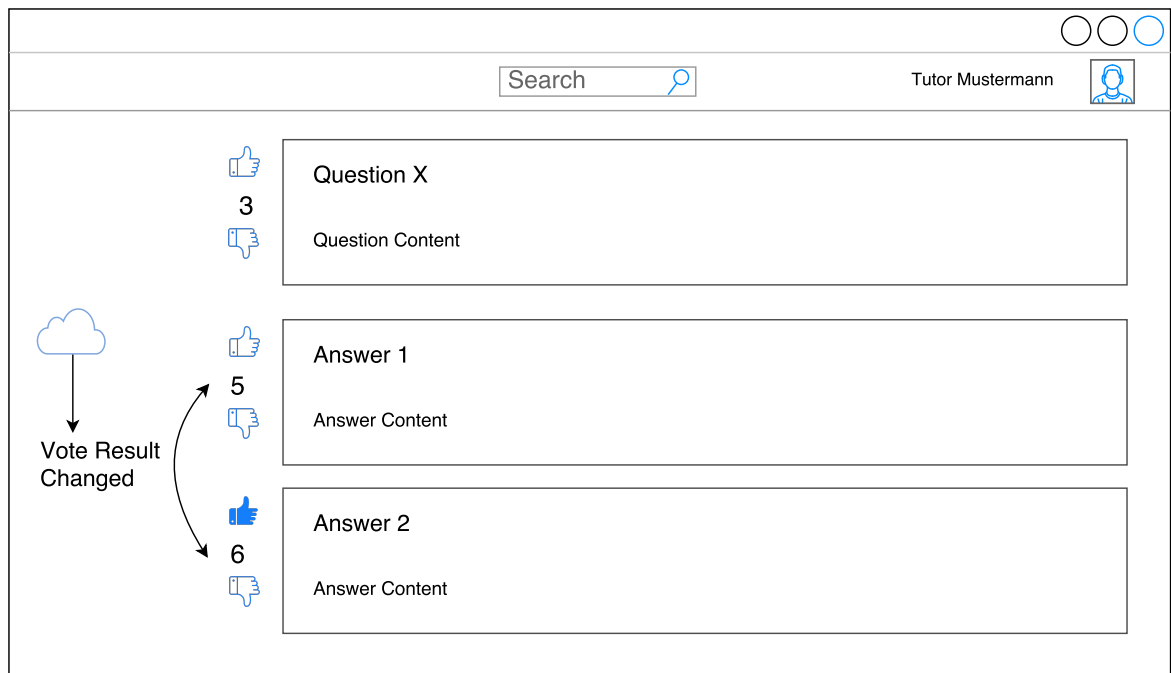 Search
Tutor Mustermann
3
Question X
Question Content
5
Answer 1
Answer Content
Vote Result
Changed
6
Answer 2
Answer Content